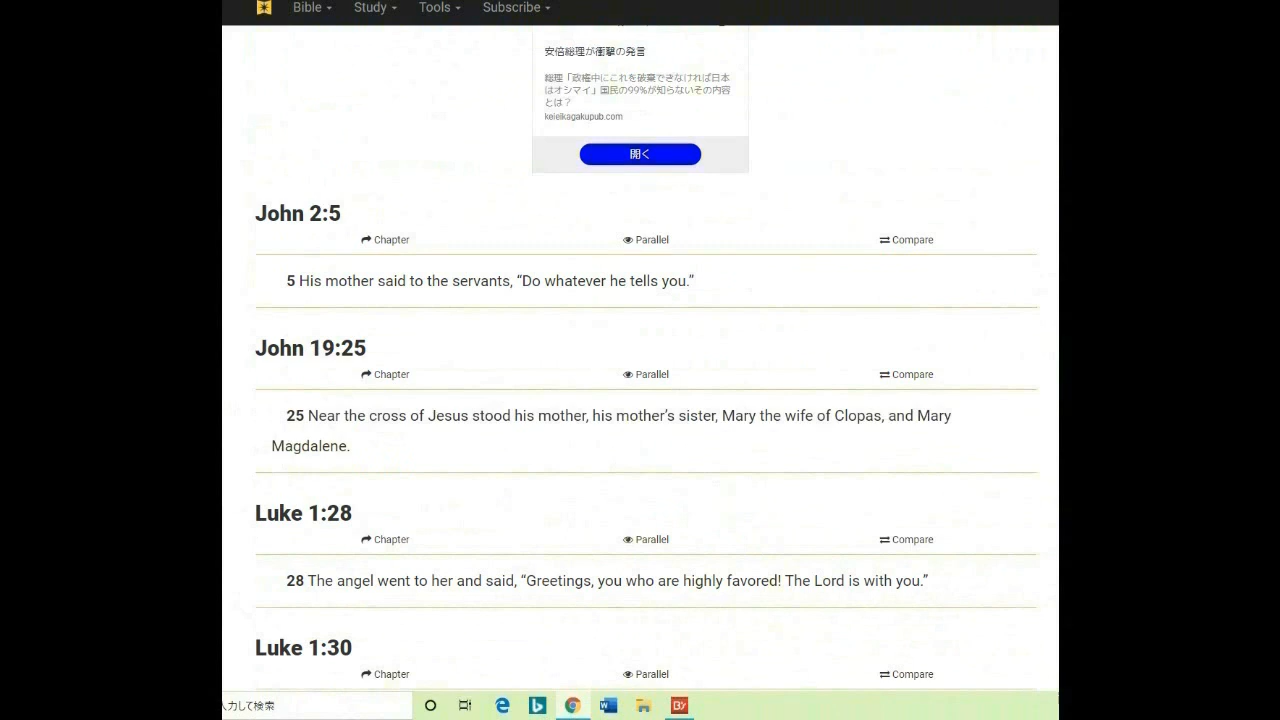 Bible Study Tools Subscribe
安倍総理が衝撃の発言
総理「政権中にこれを破棄できなければ日本
はオシマイ」国民の99%が知らないその内容
とは？
keieikagakupub.com
開く
John 2:5
Chapter Parallel Compare
5 His mother said to the servants, “Do whatever he tells you.”
John 19:25
Chapter Parallel Compare
25 Near the cross of Jesus stood his mother, his mother’s sister, Mary the wife of Clopas, and Mary
Magdalene.
Luke 1:28
Chapter Parallel Compare
28 The angel went to her and said, “Greetings, you who are highly favored! The Lord is with you.”
Luke 1:30
Chapter Parallel Compare
入力して検索